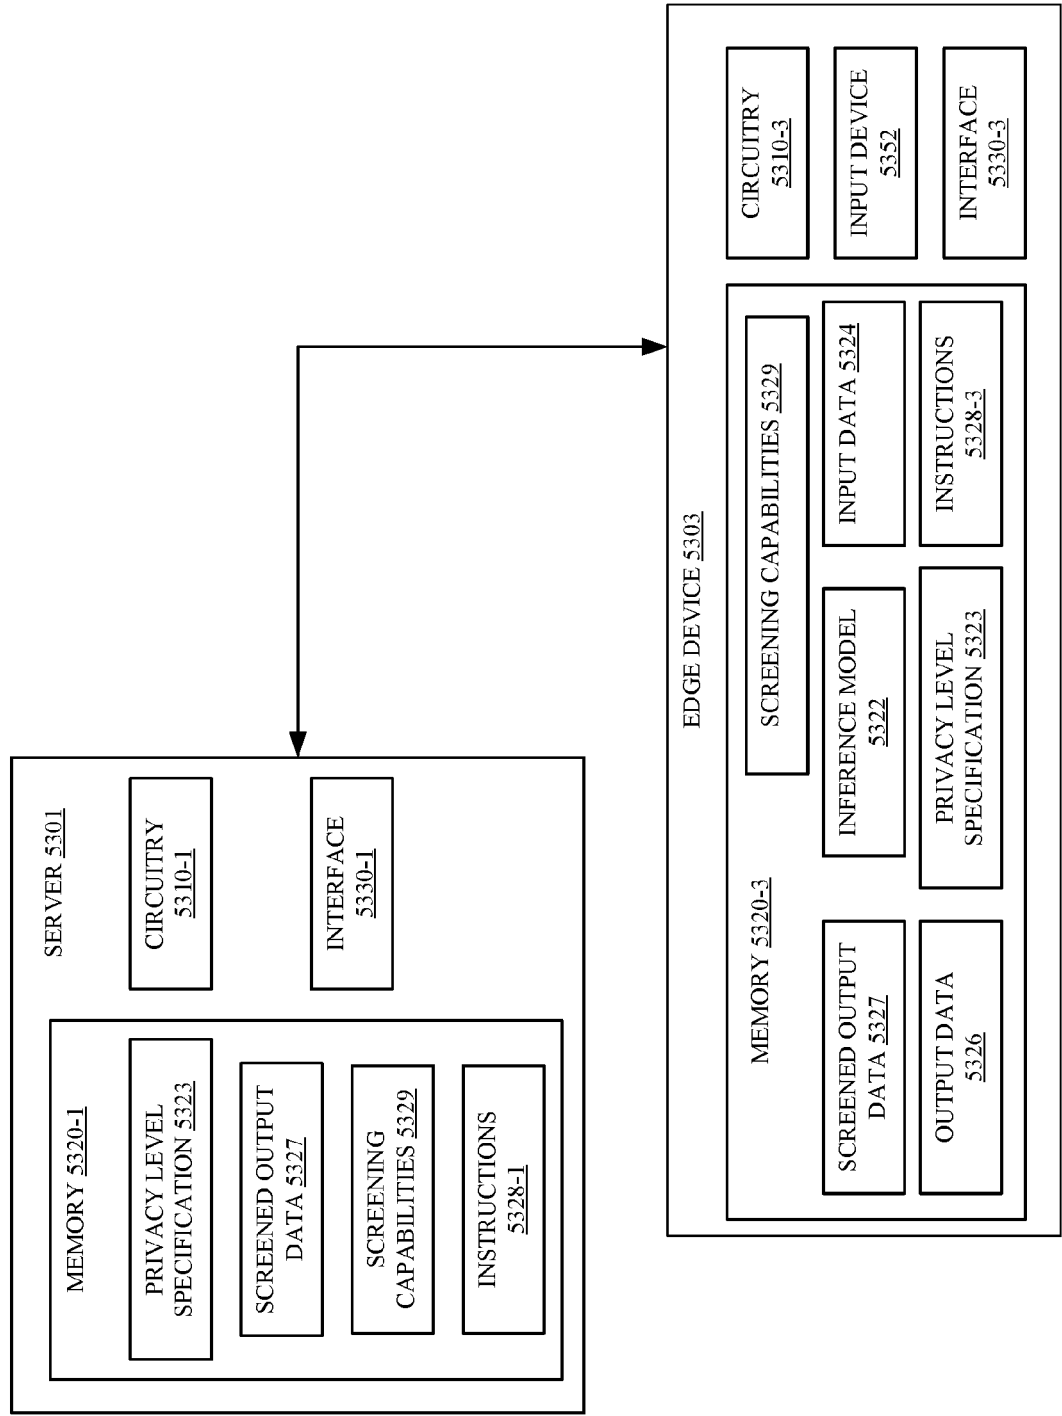 SERVER 5301
MEMORY 5320-1
PRIVACY LEVEL
SPECIFICATION 5323
SCREENED OUTPUT
DATA 5327
SCREENING
CAPABILITIES 5329
INSTRUCTIONS
5328-1
CIRCUITRY
5310-1
INTERFACE
5330-1
EDGE DEVICE 5303
MEMORY 5320-3
SCREENING CAPABILITIES 5329
SCREENED OUTPUT
DATA 5327
INFERENCE MODEL
5322
INPUT DATA 5324
OUTPUT DATA
5326
PRIVACY LEVEL
SPECIFICATION 5323
INSTRUCTIONS
5328-3
CIRCUITRY
5310-3
INPUT DEVICE
5352
INTERFACE
5330-3